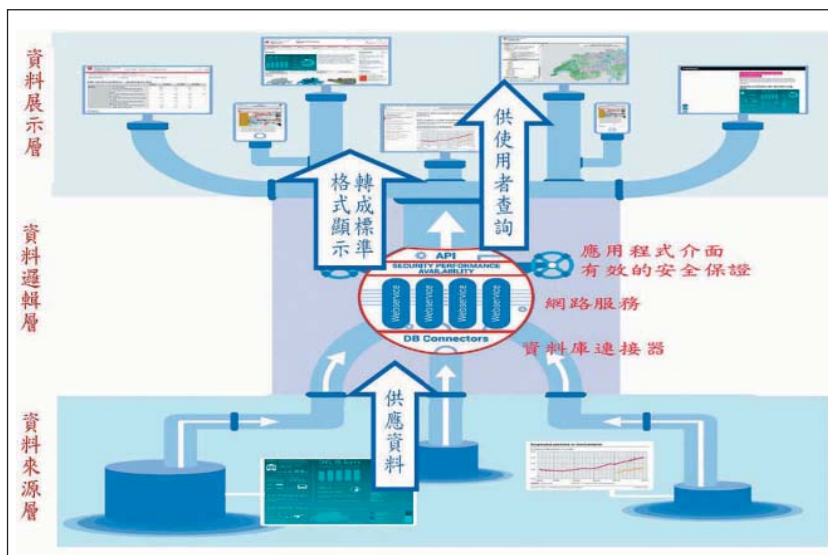 資料展示層
供使用者查詢
轉成標準
格式顯示
資料邏輯層
API
SECURITY PERFORMANCE
AVAILABILITY
應用程式介面
有效的安全保證
Webservice
Webservice
Webservice
Webservice
網路服務
DB Connectors
資料庫連接器
資料來源層
供應資料